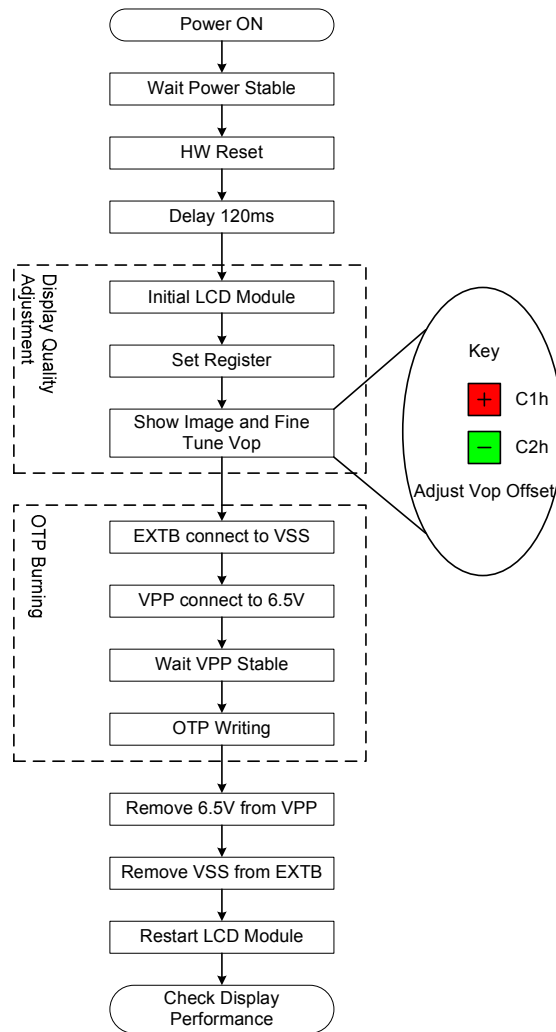 Power ON
Wait Power Stable
HW Reset
Delay 120ms
Display Quality
Adjustment
Initial LCD Module
Set Register
Show Image and Fine
Tune Vop
Key
+ C1h
− C2h
Adjust Vop Offset
OTP Burning
EXTB connect to VSS
VPP connect to 6.5V
Wait VPP Stable
OTP Writing
Remove 6.5V from VPP
Remove VSS from EXTB
Restart LCD Module
Check Display
Performance